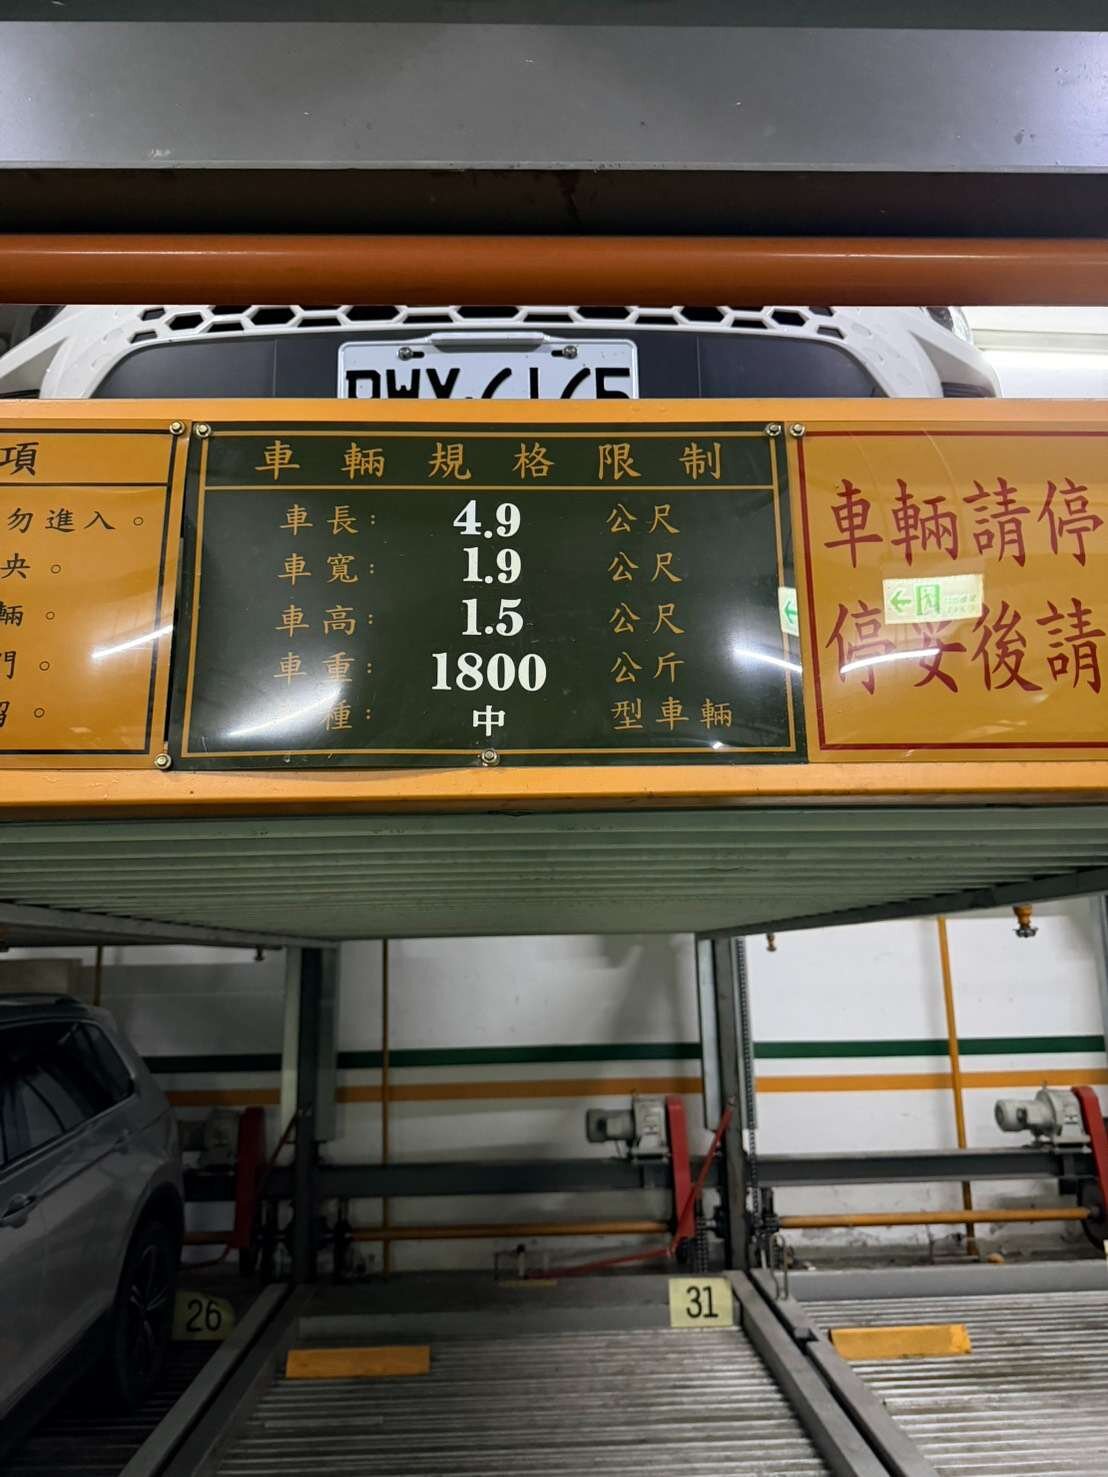 項
勿進入。
央。
輛。
門。
。
車輛規格限制
車長: 4.9 公尺
車寬: 1.9 公尺
車高: 1.5 公尺
車重: 1800 公斤
種: 中 型車輛
車輛請停
停妥後請
26
31